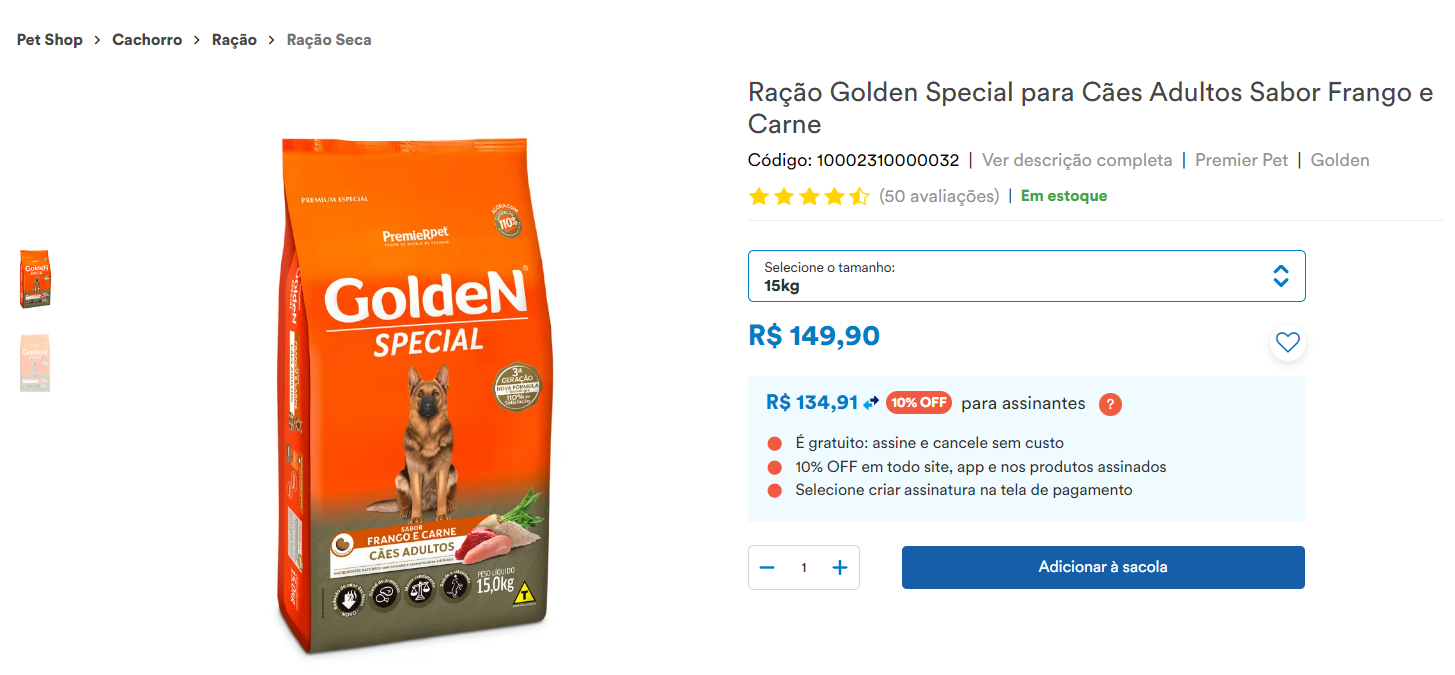 Pet Shop > Cachorro > Ração > Ração Seca
Ração Golden Special para Cães Adultos Sabor Frango e
Carne
Código: 10002310000032 | Ver descrição completa | Premier Pet | Golden
(50 avaliações) | Em estoque
Selecione o tamanho:
15kg
R$ 149,90
R$ 134,91 10% OFF para assinantes ?
É gratuito: assine e cancele sem custo
10% OFF em todo site, app e nos produtos assinados
Selecione criar assinatura na tela de pagamento
1
Adicionar à sacola
PREMIUM ESPECIAL
PremieRpet
110%
GoldeN
SPECIAL
3ª
GERAÇÃO
NOVA FÓRMULA
110% de
Satisfação
SABOR
FRANGO E CARNE
CÃES ADULTOS
PESO LÍQUIDO
15,0kg
T